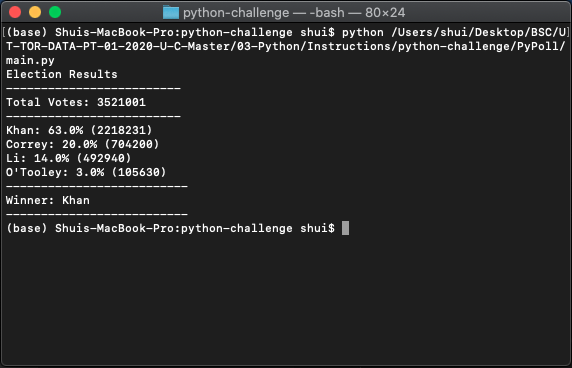 python-challenge — -bash — 80×24
(base) Shuis-MacBook-Pro:python-challenge shui$ python /Users/shui/Desktop/BSC/U
T-TOR-DATA-PT-01-2020-U-C-Master/03-Python/Instructions/python-challenge/PyPoll/
main.py
Election Results
-------------------------
Total Votes: 3521001
-------------------------
Khan: 63.0% (2218231)
Correy: 20.0% (704200)
Li: 14.0% (492940)
O'Tooley: 3.0% (105630)
--------------------------
Winner: Khan
--------------------------
(base) Shuis-MacBook-Pro:python-challenge shui$